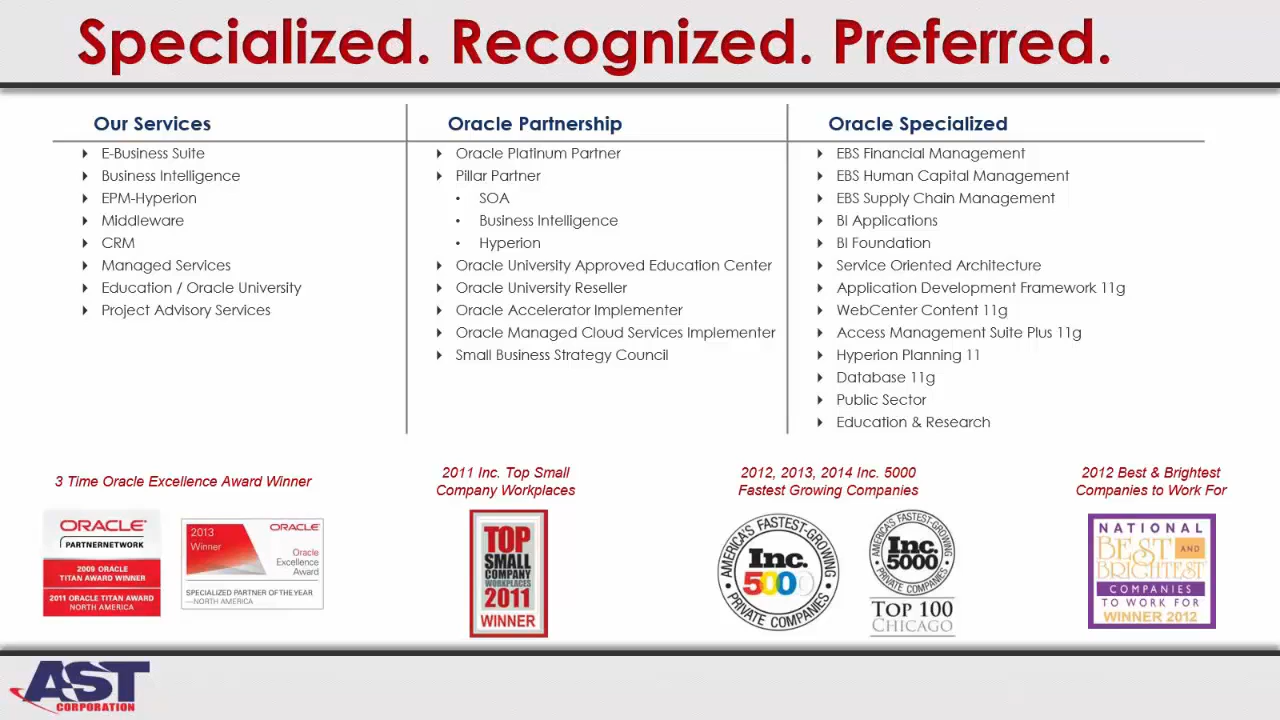 Specialized. Recognized. Preferred.
Our Services
E-Business Suite
Business Intelligence
EPM-Hyperion
Middleware
CRM
Managed Services
Education / Oracle University
Project Advisory Services
Oracle Partnership
Oracle Platinum Partner
Pillar Partner
SOA
Business Intelligence
Hyperion
Oracle University Approved Education Center
Oracle University Reseller
Oracle Accelerator Implementer
Oracle Managed Cloud Services Implementer
Small Business Strategy Council
Oracle Specialized
EBS Financial Management
EBS Human Capital Management
EBS Supply Chain Management
BI Applications
BI Foundation
Service Oriented Architecture
Application Development Framework 11g
WebCenter Content 11g
Access Management Suite Plus 11g
Hyperion Planning 11
Database 11g
Public Sector
Education & Research
3 Time Oracle Excellence Award Winner
ORACLE
PARTNERNETWORK
2009 ORACLE
TITAN AWARD WINNER
2011 ORACLE TITAN AWARD
NORTH AMERICA
2013
Winner
ORACLE
Oracle
Excellence
Award
SPECIALIZED PARTNER OF THE YEAR
—NORTH AMERICA
2011 Inc. Top Small
Company Workplaces
TOP
SMALL
COMPANY
WORKPLACES
2011
WINNER
2012, 2013, 2014 Inc. 5000
Fastest Growing Companies
AMERICA'S FASTEST-GROWING
Inc.
5000
PRIVATE COMPANIES
AMERICA'S FASTEST-GROWING
Inc.
5000
PRIVATE COMPANIES
TOP 100
CHICAGO
2012 Best & Brightest
Companies to Work For
NATIONAL
BEST AND
BRIGHTEST
COMPANIES
TO WORK FOR
WINNER 2012
AST
CORPORATION